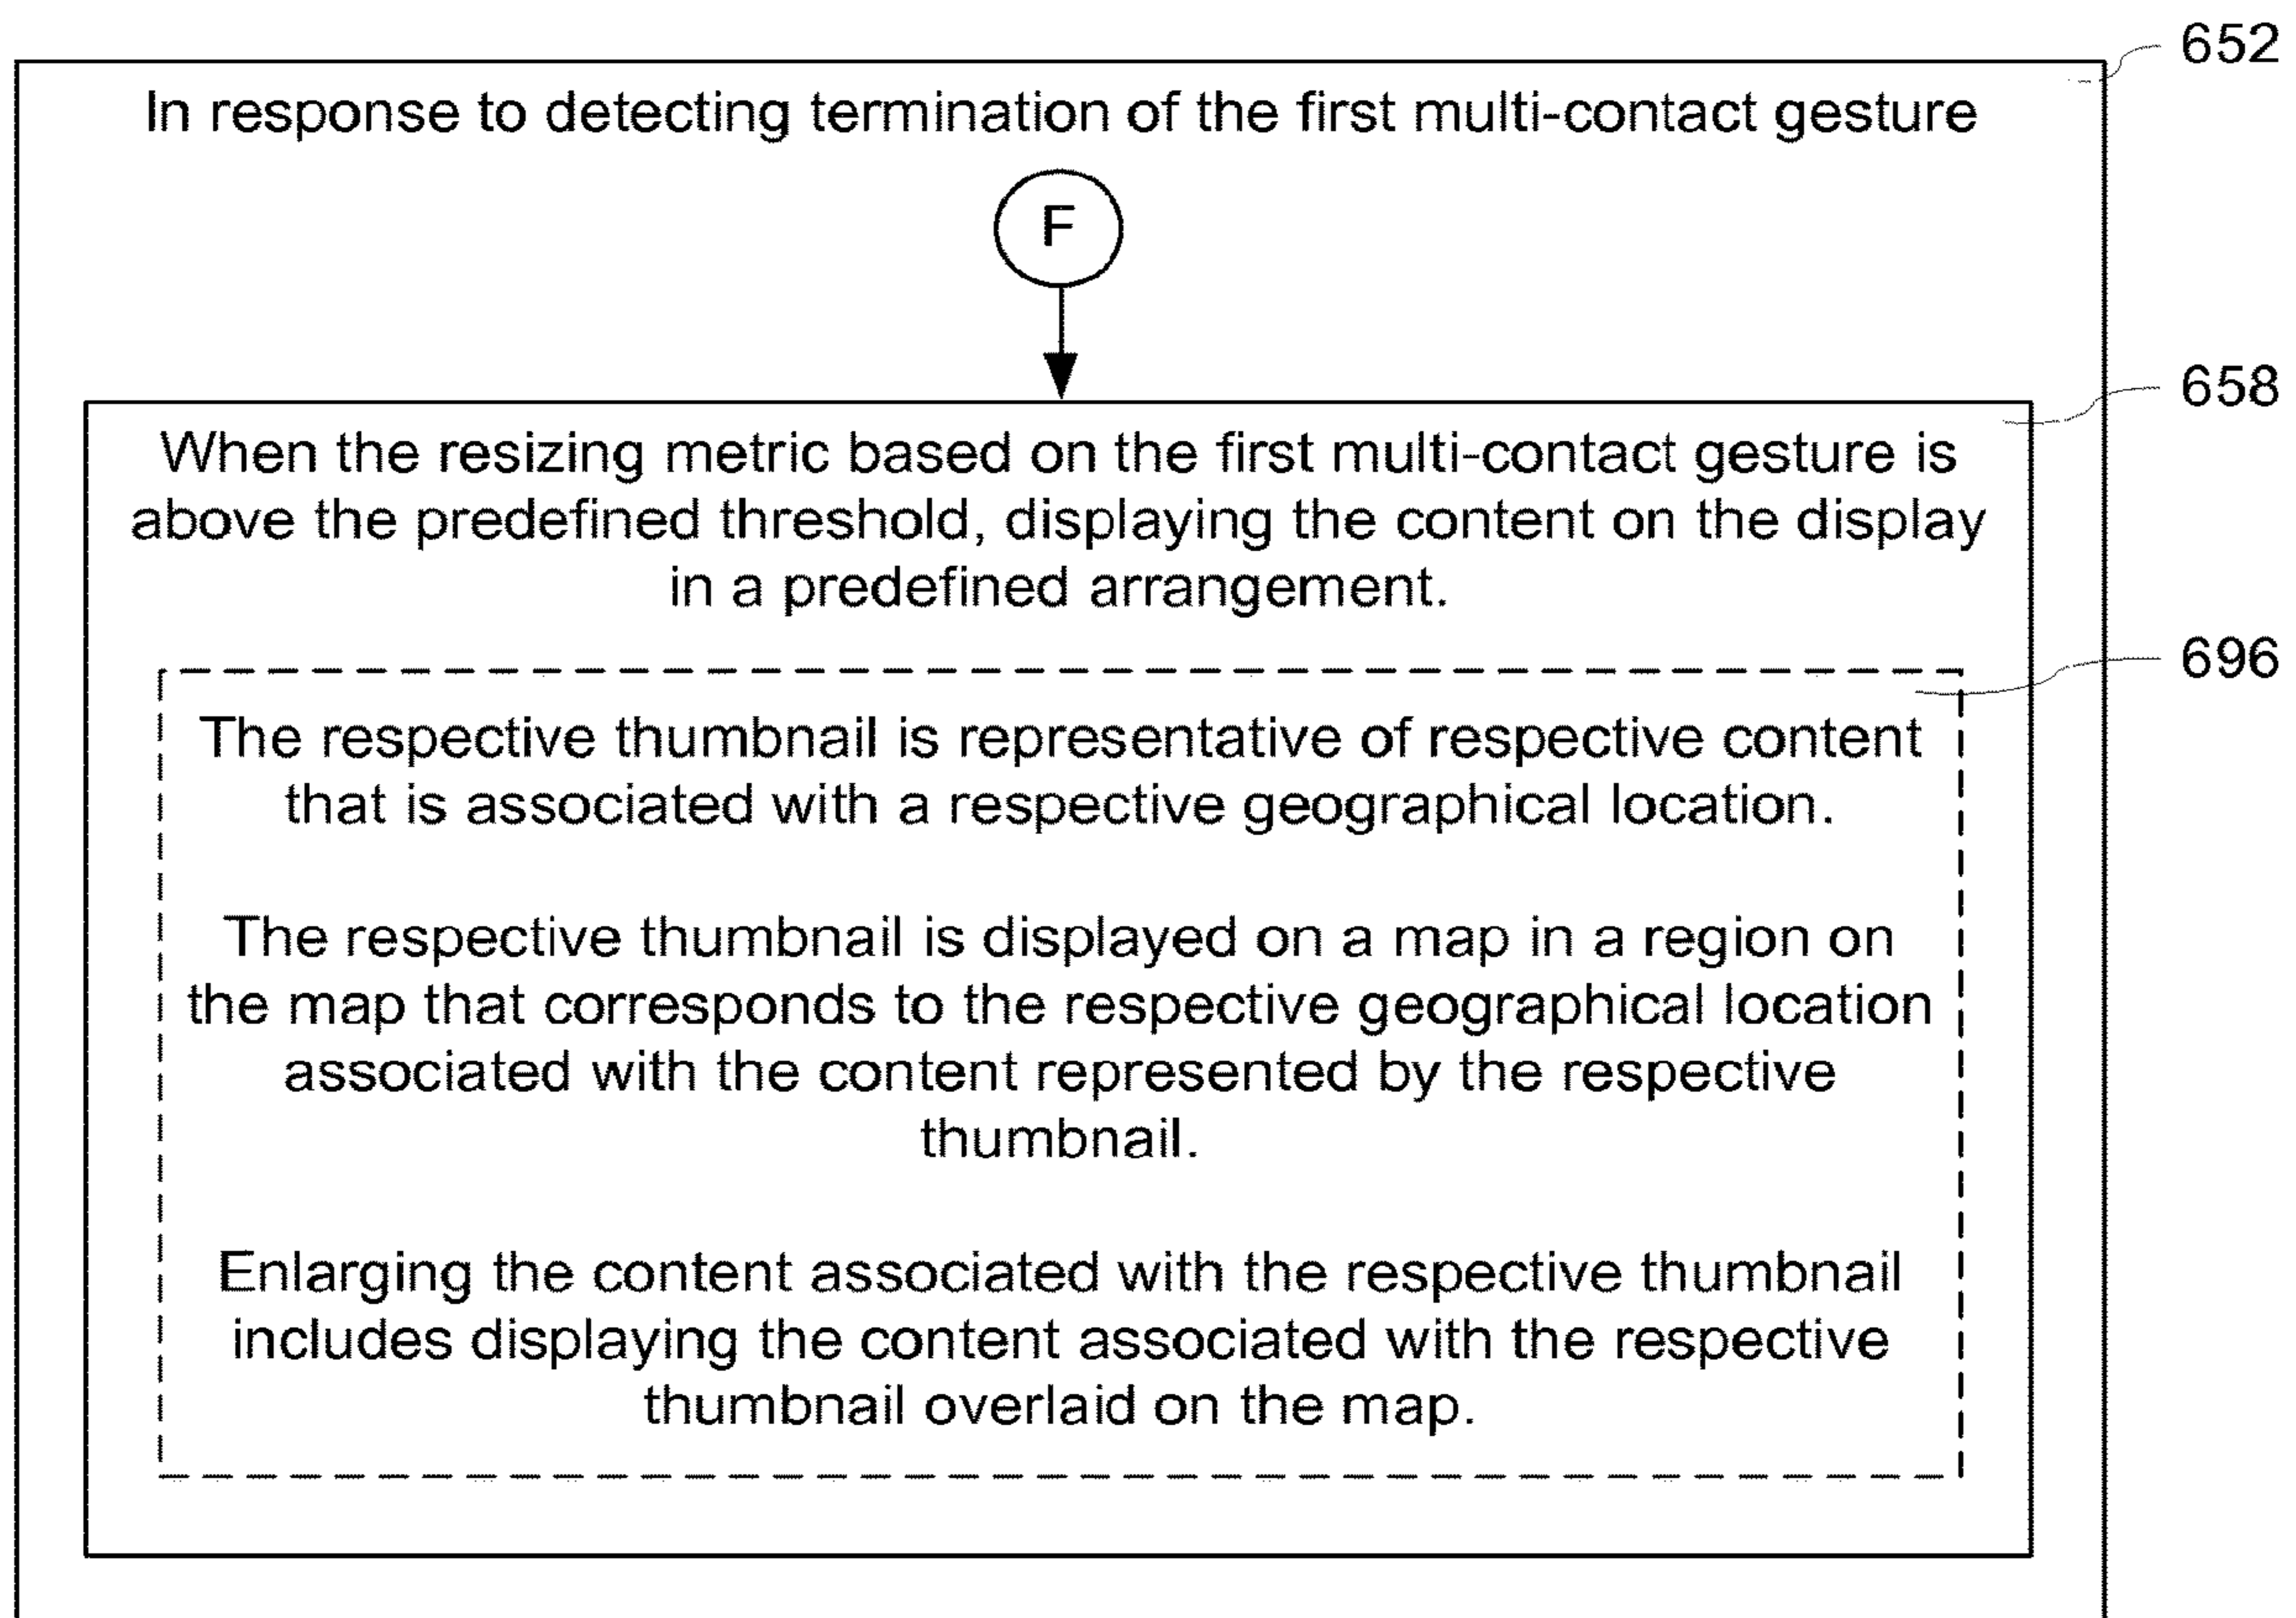 652
In response to detecting termination of the first multi-contact gesture
F
658
When the resizing metric based on the first multi-contact gesture is
above the predefined threshold, displaying the content on the display
in a predefined arrangement.
696
The respective thumbnail is representative of respective content
that is associated with a respective geographical location.
The respective thumbnail is displayed on a map in a region on
the map that corresponds to the respective geographical location
associated with the content represented by the respective
thumbnail.
Enlarging the content associated with the respective thumbnail
includes displaying the content associated with the respective
thumbnail overlaid on the map.